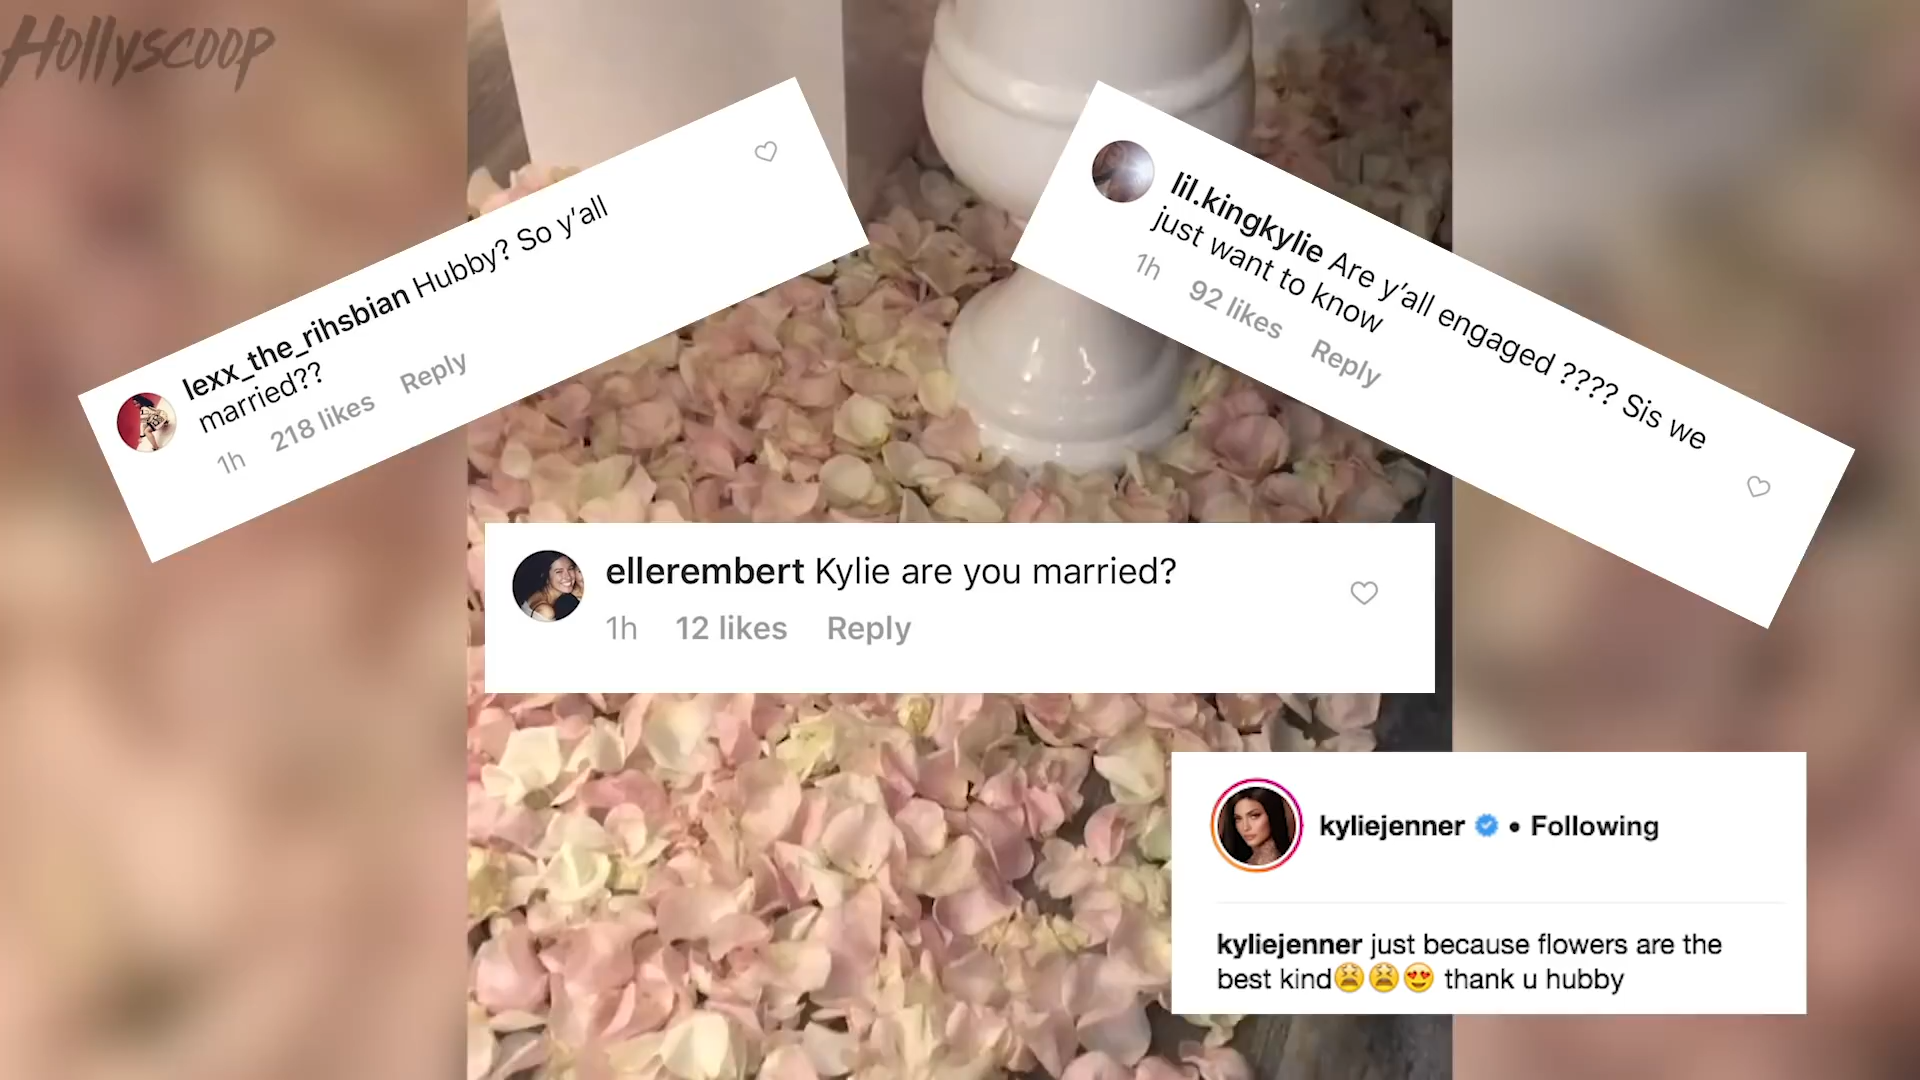 Hollyscoop
lexx_the_rihsbian Hubby? So y'all
married??
1h 218 likes Reply
lil.kingkylie Are y'all engaged ???? Sis we
just want to know
1h 92 likes Reply
ellerembert Kylie are you married?
1h 12 likes Reply
kyliejenner • Following
kyliejenner just because flowers are the
best kind😫😫😍 thank u hubby